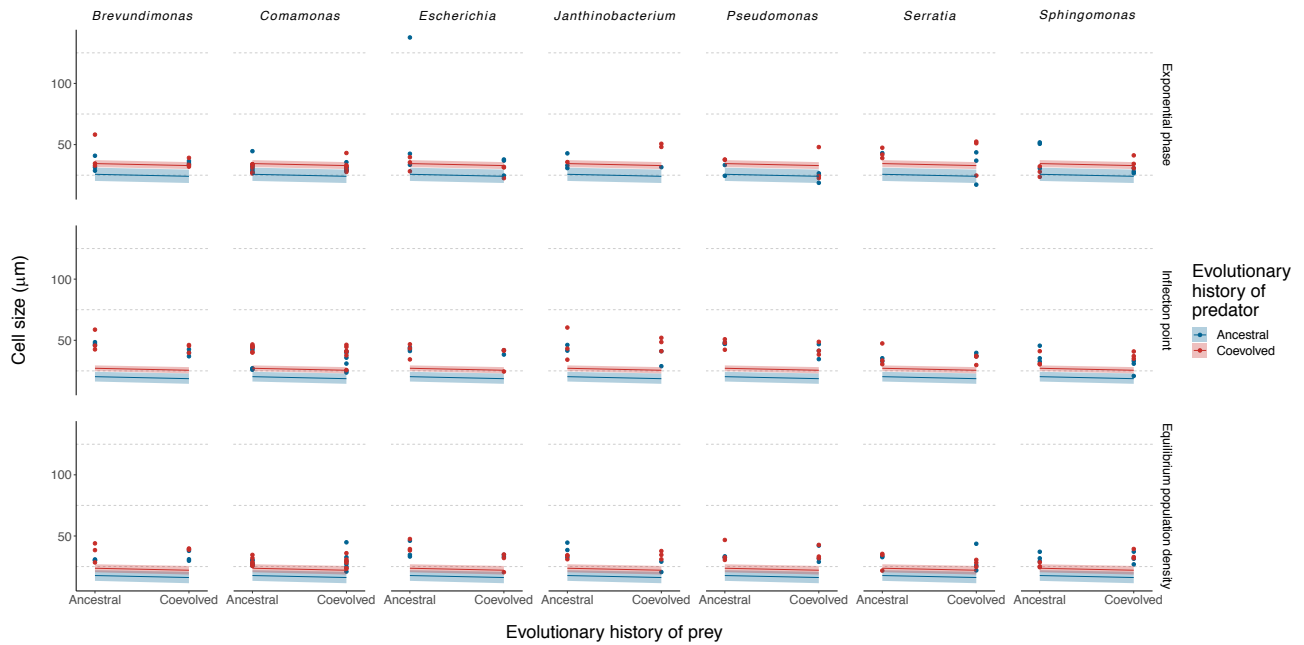 Brevundimonas Comamonas Escherichia Janthinobacterium Pseudomonas Serratia Sphingomonas
100
50
Exponential phase
Cell size (μm)
100
50
Inflection point
Evolutionary
history of
predator
Ancestral
Coevolved
100
50
Equilibrium population density
Ancestral Coevolved Ancestral Coevolved Ancestral Coevolved Ancestral Coevolved Ancestral Coevolved Ancestral Coevolved Ancestral Coevolved
Evolutionary history of prey